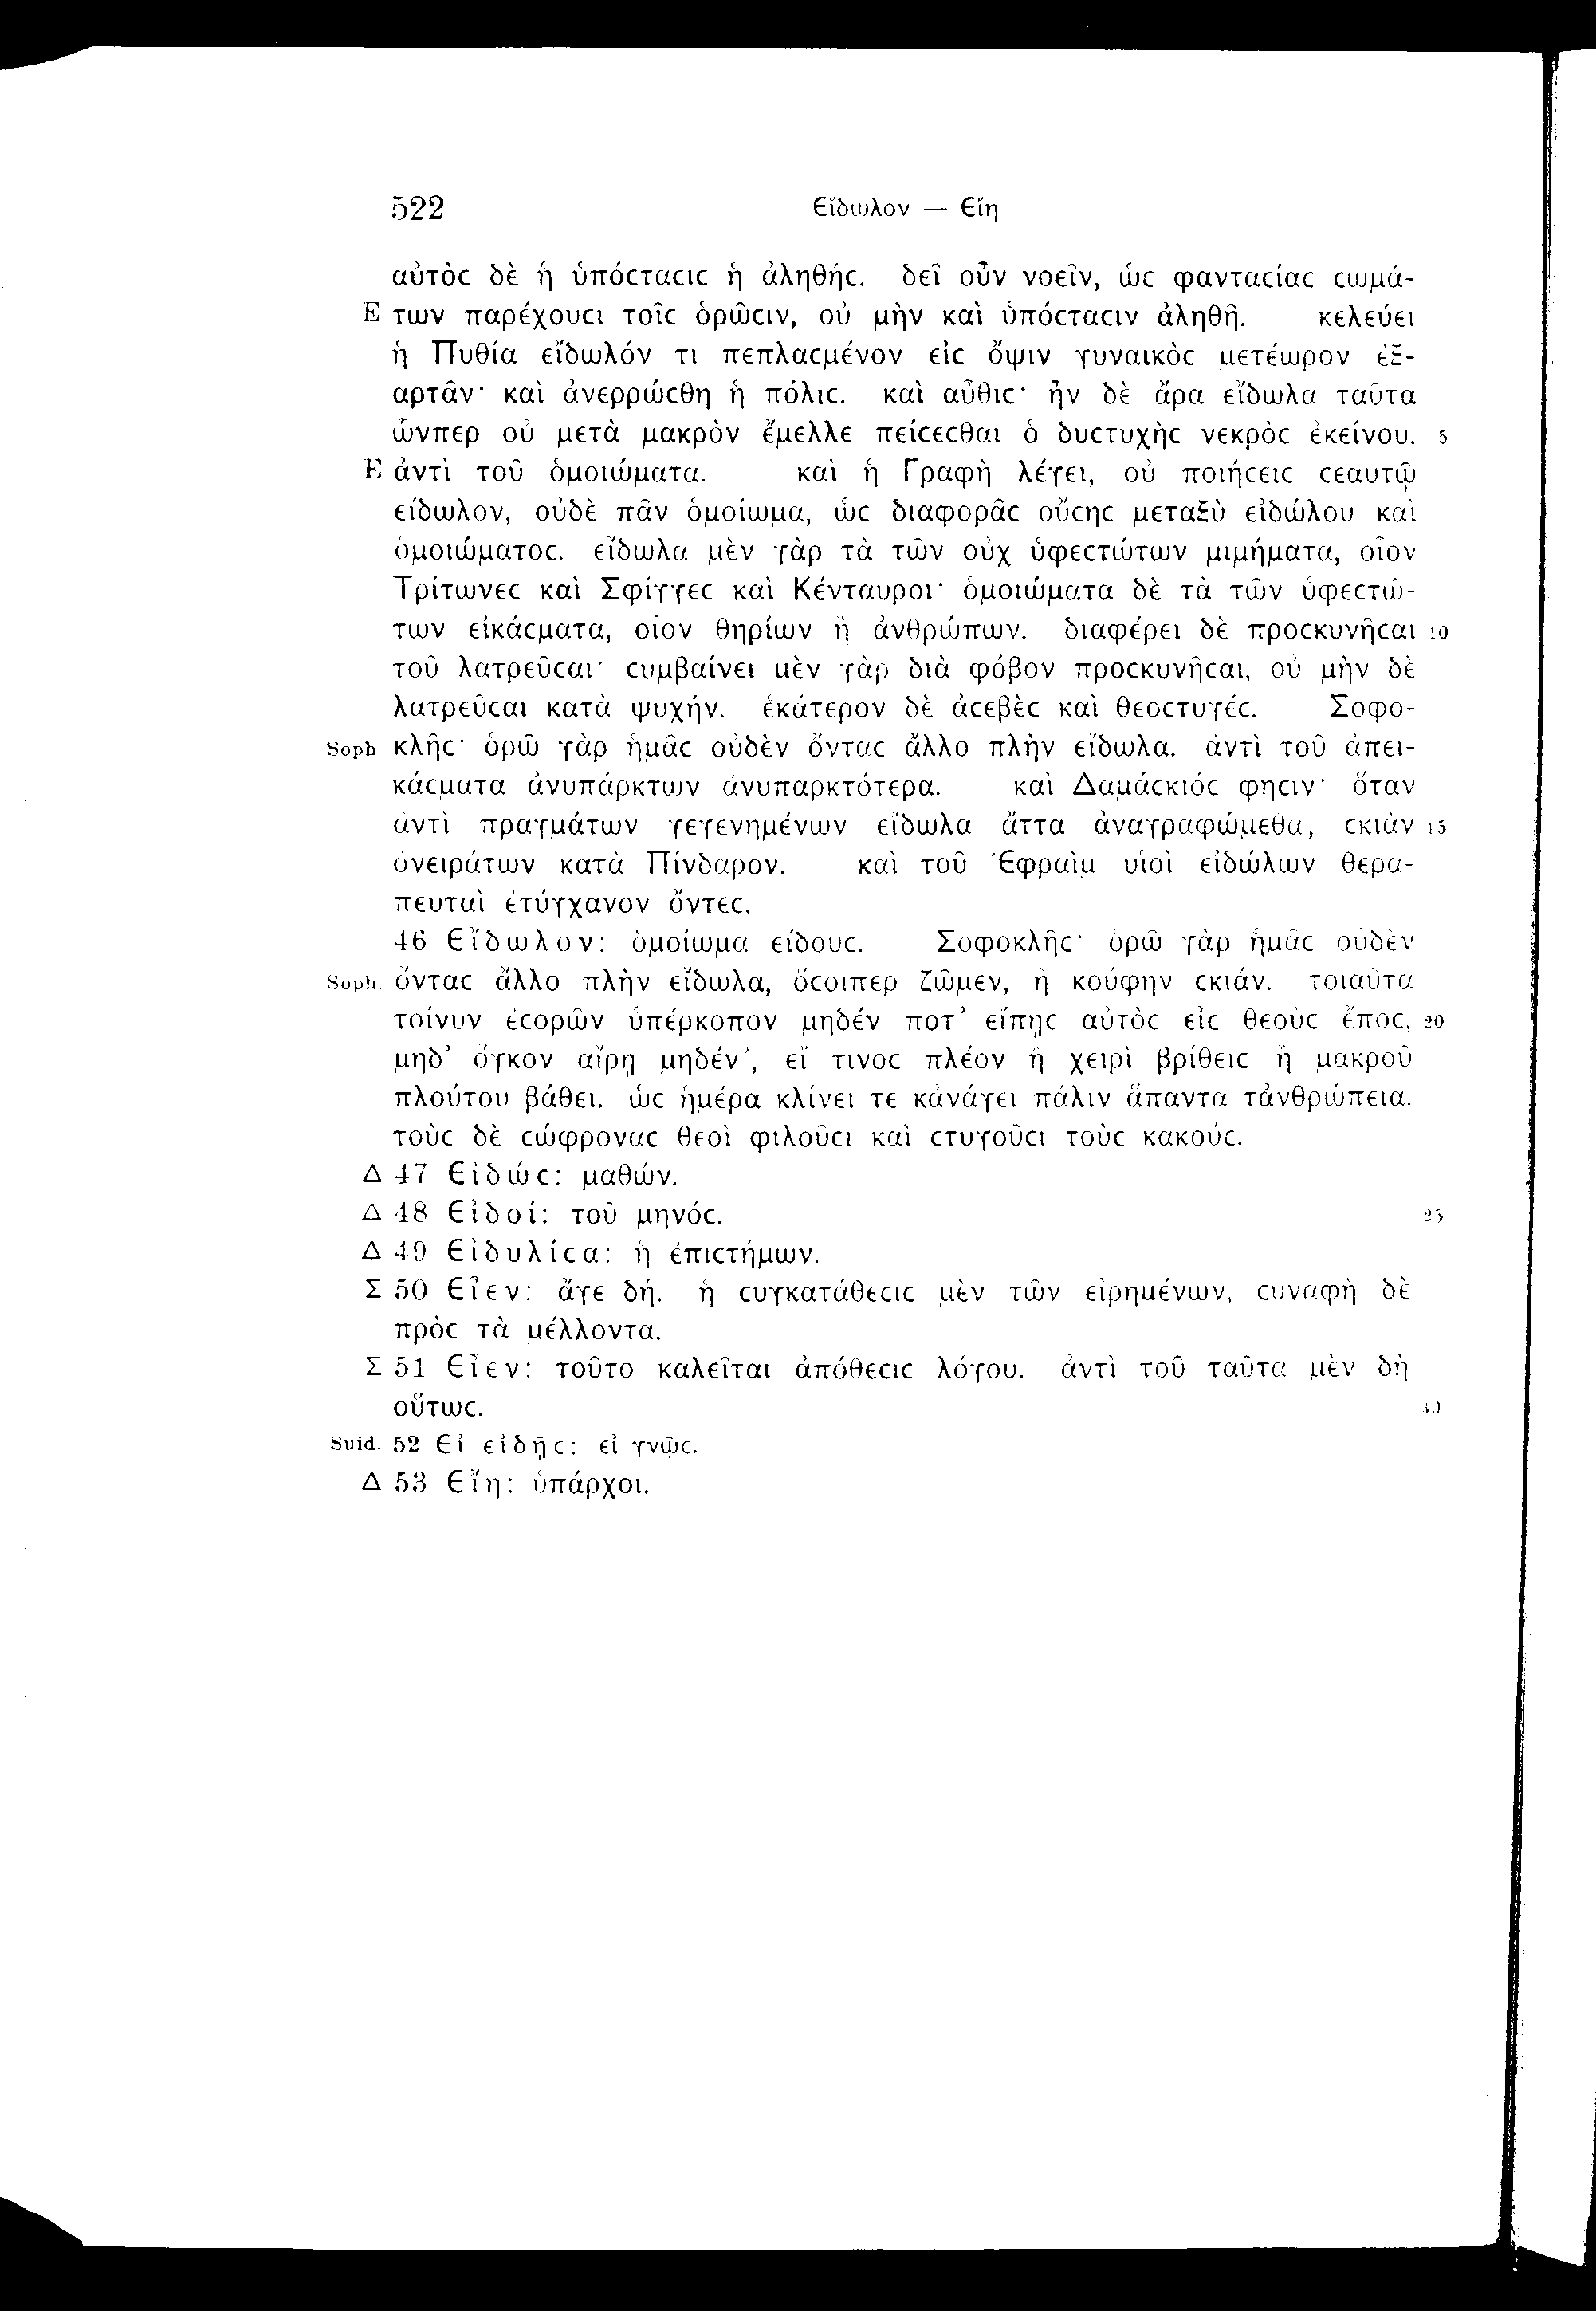 522 Εἴδωλον — Εἴη
αὐτὸϲ δὲ ἡ ὑπόϲταϲιϲ ἡ ἀληθήϲ. δεῖ οὖν νοεῖν, ὡϲ φανταϲίαϲ ϲωμά-
E των παρέχουϲι τοῖϲ ὁρῶϲιν, οὐ μὴν καὶ ὑπόϲταϲιν ἀληθῆ. κελεύει
ἡ Πυθία εἴδωλόν τι πεπλαϲμένον εἰϲ ὄψιν γυναικὸϲ μετέωρον ἐξ-
αρτᾶν· καὶ ἀνερρώϲθη ἡ πόλιϲ. καὶ αὖθιϲ· ἦν δὲ ἄρα εἴδωλα ταῦτα
ὧνπερ οὐ μετὰ μακρὸν ἔμελλε πείϲεϲθαι ὁ δυϲτυχὴϲ νεκρὸϲ ἐκείνου. 5
E ἀντὶ τοῦ ὁμοιώματα. καὶ ἡ Γραφὴ λέγει, οὐ ποιήϲειϲ ϲεαυτῷ
εἴδωλον, οὐδὲ πᾶν ὁμοίωμα, ὡϲ διαφορᾶϲ οὔϲηϲ μεταξὺ εἰδώλου καὶ
ὁμοιώματοϲ. εἴδωλα μὲν γὰρ τὰ τῶν οὐχ ὑφεϲτώτων μιμήματα, οἷον
Τρίτωνεϲ καὶ Σφίγγεϲ καὶ Κένταυροι· ὁμοιώματα δὲ τὰ τῶν ὑφεϲτώ-
των εἰκάϲματα, οἷον θηρίων ἢ ἀνθρώπων. διαφέρει δὲ προϲκυνῆϲαι 10
τοῦ λατρεῦϲαι· ϲυμβαίνει μὲν γὰρ διὰ φόβον προϲκυνῆϲαι, οὐ μὴν δὲ
λατρεῦϲαι κατὰ ψυχήν. ἑκάτερον δὲ ἀϲεβὲϲ καὶ θεοϲτυγέϲ. Σοφο-
Soph κλῆϲ· ὁρῶ γὰρ ἡμᾶϲ οὐδὲν ὄνταϲ ἄλλο πλὴν εἴδωλα. ἀντὶ τοῦ ἀπει-
κάϲματα ἀνυπάρκτων ἀνυπαρκτότερα. καὶ Δαμάϲκιόϲ φηϲιν· ὅταν
ἀντὶ πραγμάτων γεγενημένων εἴδωλα ἄττα ἀναγραφώμεθα, ϲκιὰν 15
ὀνειράτων κατὰ Πίνδαρον. καὶ τοῦ Ἐφραὶμ υἱοὶ εἰδώλων θερα-
πευταὶ ἐτύγχανον ὄντεϲ.
46 Εἴδωλον: ὁμοίωμα εἴδουϲ. Σοφοκλῆϲ· ὁρῶ γὰρ ἡμᾶϲ οὐδὲν
Soph. ὄνταϲ ἄλλο πλὴν εἴδωλα, ὅϲοιπερ ζῶμεν, ἢ κούφην ϲκιάν. τοιαῦτα
τοίνυν ἐϲορῶν ὑπέρκοπον μηδέν ποτ’ εἴπῃϲ αὐτὸϲ εἰϲ θεοὺϲ ἔποϲ, 20
μηδ’ ὄγκον αἴρῃ μηδέν’, εἴ τινοϲ πλέον ἢ χειρὶ βρίθειϲ ἢ μακροῦ
πλούτου βάθει. ὡϲ ἡμέρα κλίνει τε κἀνάγει πάλιν ἅπαντα τἀνθρώπεια.
τοὺϲ δὲ ϲώφροναϲ θεοὶ φιλοῦϲι καὶ ϲτυγοῦϲι τοὺϲ κακούϲ.
Δ 47 Εἰδώϲ: μαθών.
Δ 48 Εἰδοί: τοῦ μηνόϲ. 25
Δ 49 Εἰδυλίϲα: ἡ ἐπιϲτήμων.
Σ 50 Εἶεν: ἄγε δή. ἡ ϲυγκατάθεϲιϲ μὲν τῶν εἰρημένων, ϲυναφὴ δὲ
πρὸϲ τὰ μέλλοντα.
Σ 51 Εἶεν: τοῦτο καλεῖται ἀπόθεϲιϲ λόγου. ἀντὶ τοῦ ταῦτα μὲν δὴ
οὕτωϲ. 30
Suid. 52 Εἰ εἰδῇϲ: εἰ γνῷϲ.
Δ 53 Εἴη: ὑπάρχοι.